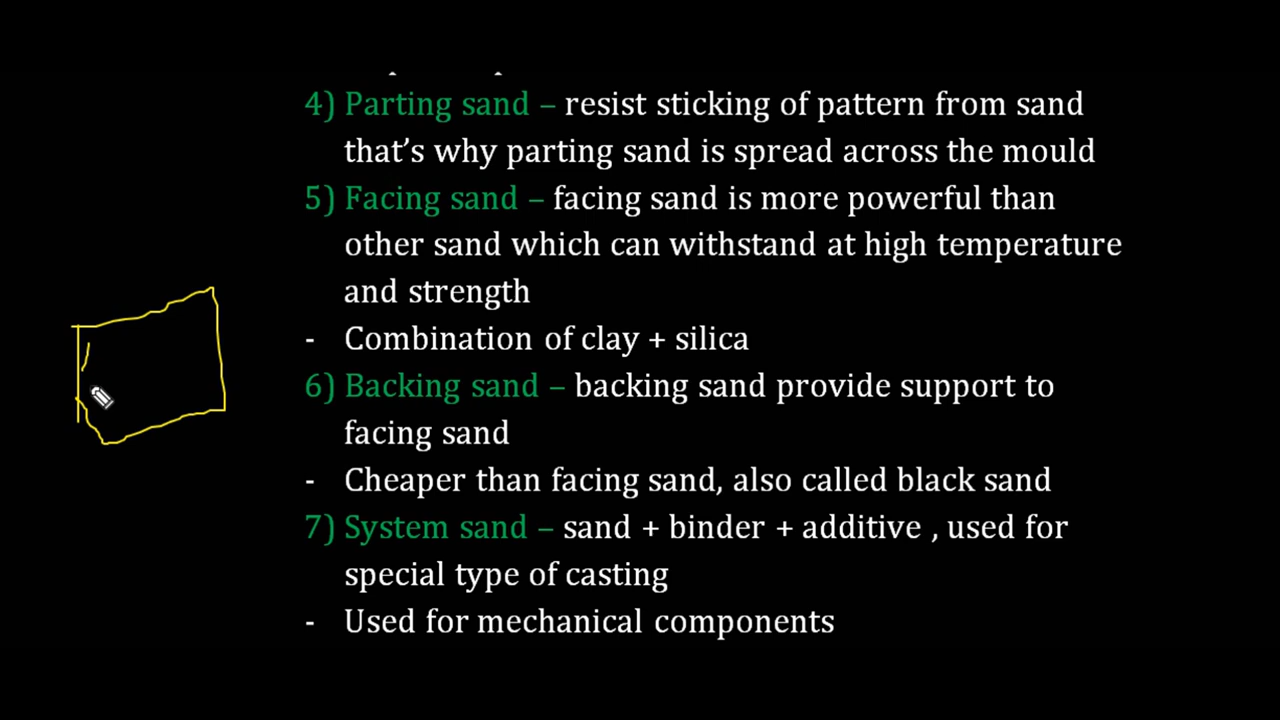 4) Parting sand – resist sticking of pattern from sand
that’s why parting sand is spread across the mould
5) Facing sand – facing sand is more powerful than
other sand which can withstand at high temperature
and strength
- Combination of clay + silica
6) Backing sand – backing sand provide support to
facing sand
- Cheaper than facing sand, also called black sand
7) System sand – sand + binder + additive , used for
special type of casting
- Used for mechanical components